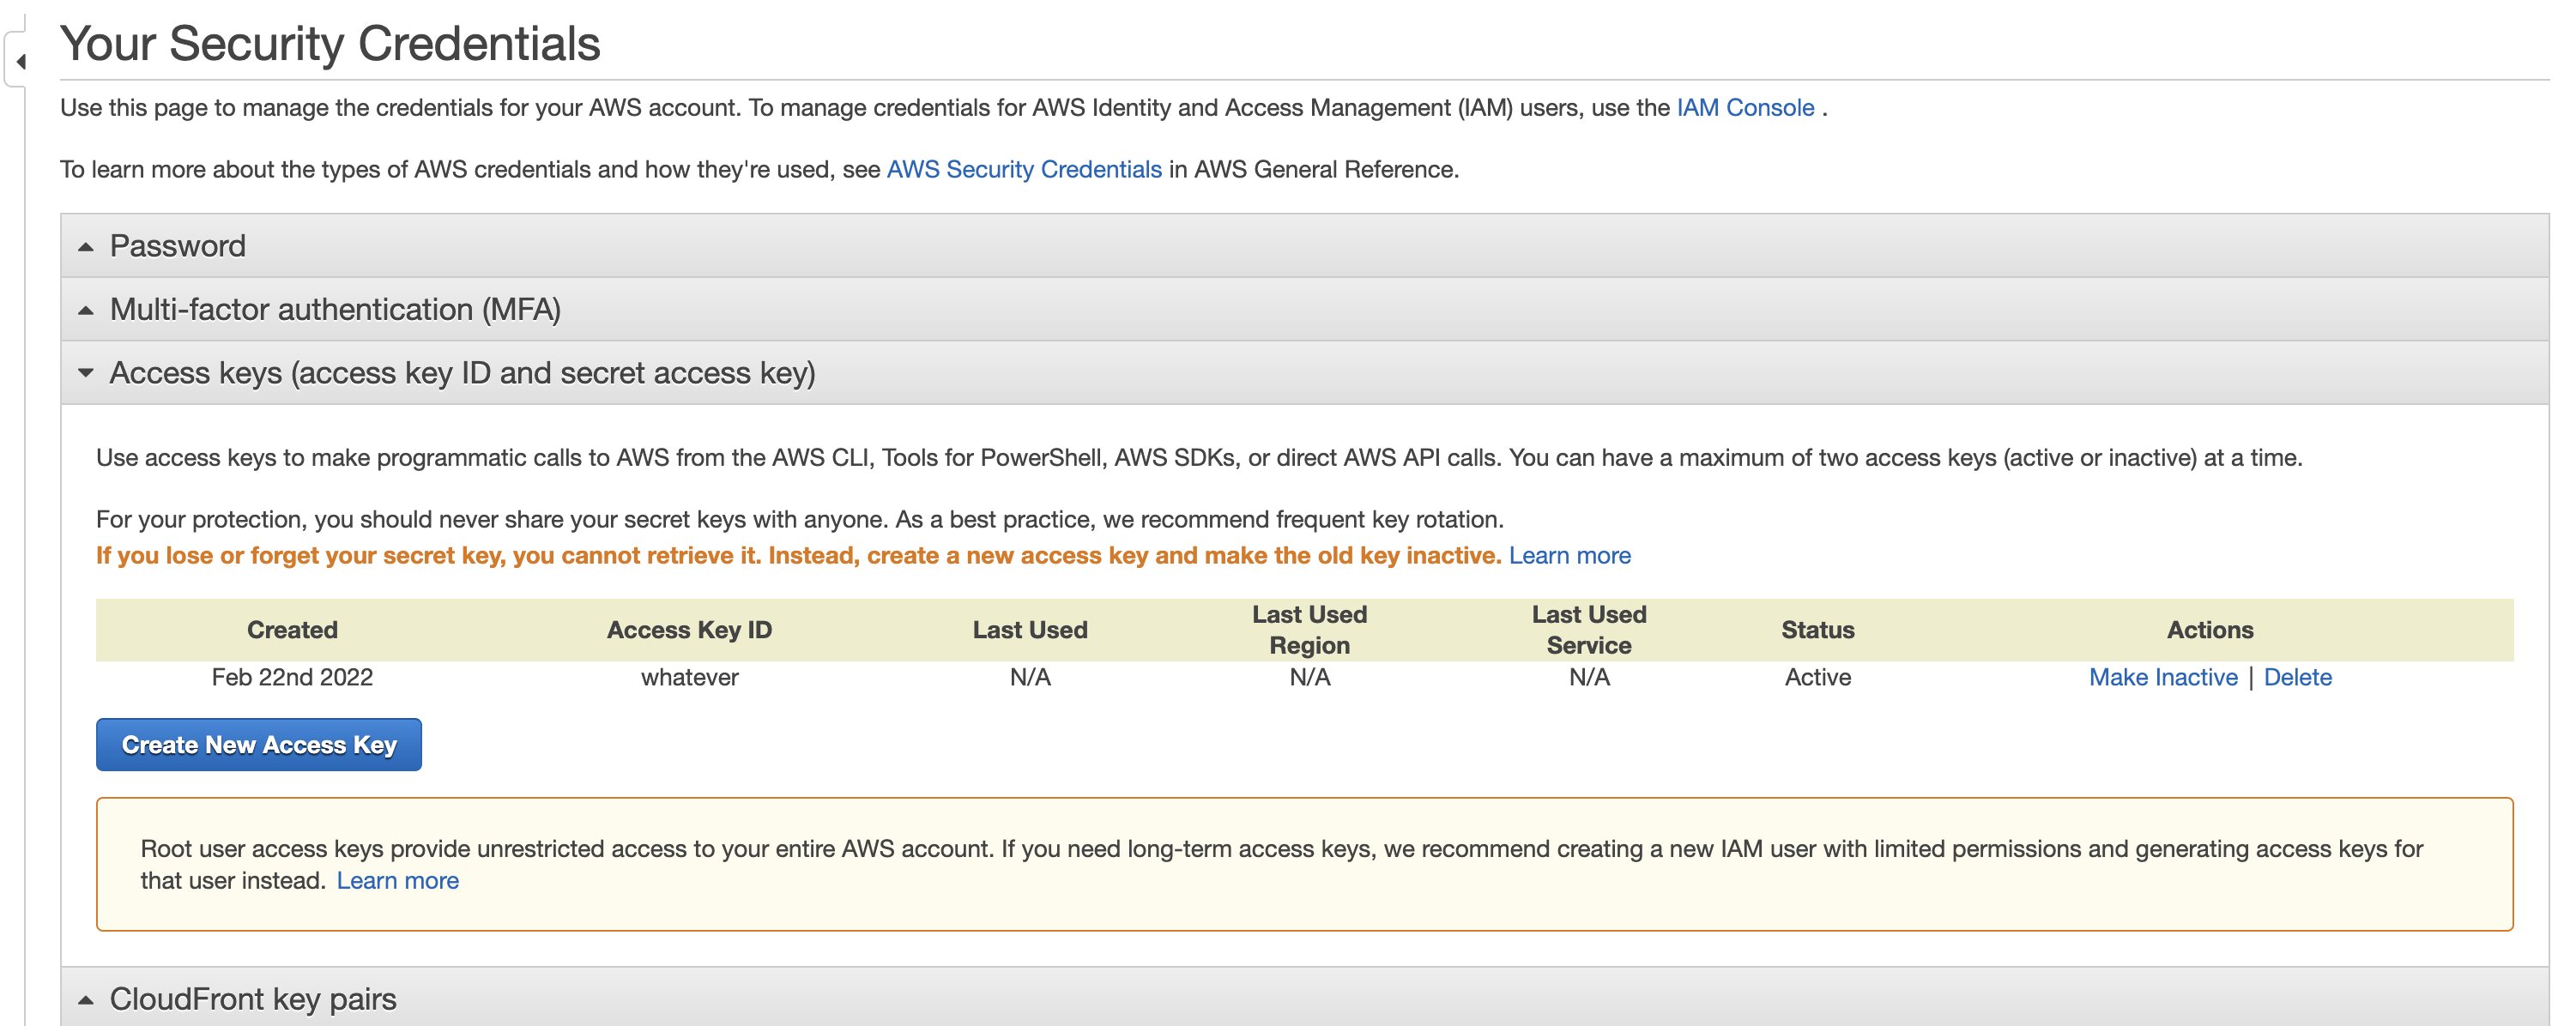 Your Security Credentials
Use this page to manage the credentials for your AWS account. To manage credentials for AWS Identity and Access Management (IAM) users, use the IAM Console .
To learn more about the types of AWS credentials and how they're used, see AWS Security Credentials in AWS General Reference.
Password
Multi-factor authentication (MFA)
Access keys (access key ID and secret access key)
Use access keys to make programmatic calls to AWS from the AWS CLI, Tools for PowerShell, AWS SDKs, or direct AWS API calls. You can have a maximum of two access keys (active or inactive) at a time.
For your protection, you should never share your secret keys with anyone. As a best practice, we recommend frequent key rotation.
If you lose or forget your secret key, you cannot retrieve it. Instead, create a new access key and make the old key inactive. Learn more
Created Access Key ID Last Used Last Used Region Last Used Service Status Actions
Feb 22nd 2022 whatever N/A N/A N/A Active Make Inactive | Delete
Create New Access Key
Root user access keys provide unrestricted access to your entire AWS account. If you need long-term access keys, we recommend creating a new IAM user with limited permissions and generating access keys for
that user instead. Learn more
CloudFront key pairs